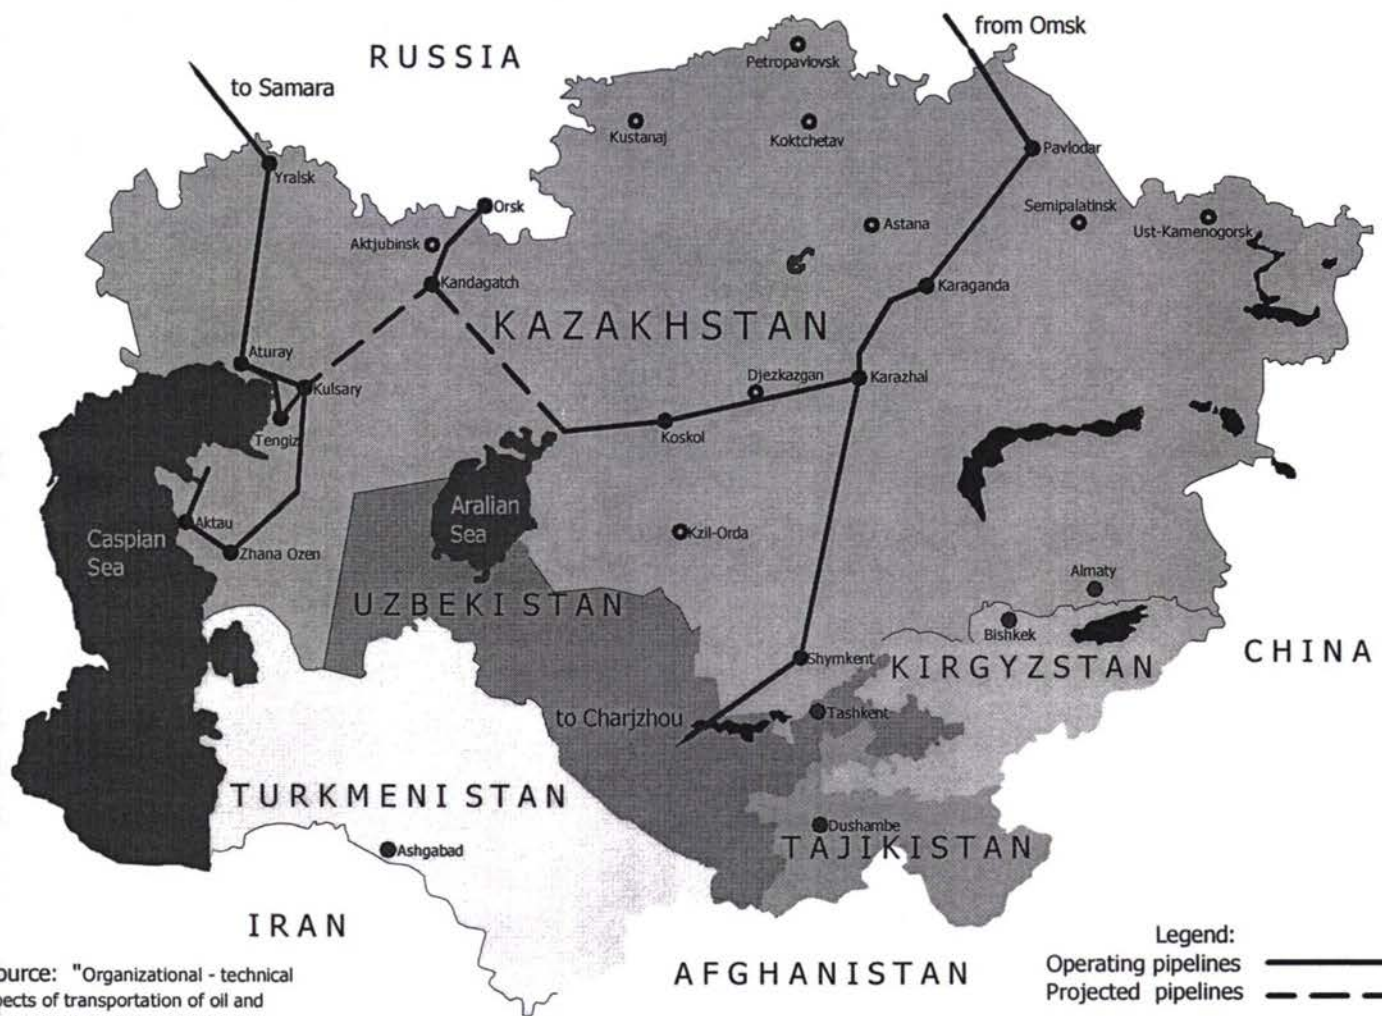 RUSSIA
from Omsk
to Samara
Petropavlovsk
Kustanaj
Koktchetav
Pavlodar
Yralsk
Orsk
Semipalatinsk
Ust-Kamenogorsk
Astana
Aktjubinsk
Kandagatch
Karaganda
KAZAKHSTAN
Aturay
Djezkazgan
Karazhal
Kulsary
Tengiz
Koskol
Aralian
Sea
Aktau
Kzil-Orda
Caspian
Sea
Zhana Ozen
Almaty
UZBEKISTAN
Bishkek
CHINA
Shymkent
KIRGYZSTAN
to Charjzhou
Tashkent
TURKMENISTAN
Dushambe
TAJIKISTAN
Ashgabad
IRAN
AFGHANISTAN
Legend:
Operating pipelines
Projected pipelines
ource: "Organizational - technical
pects of transportation of oil and